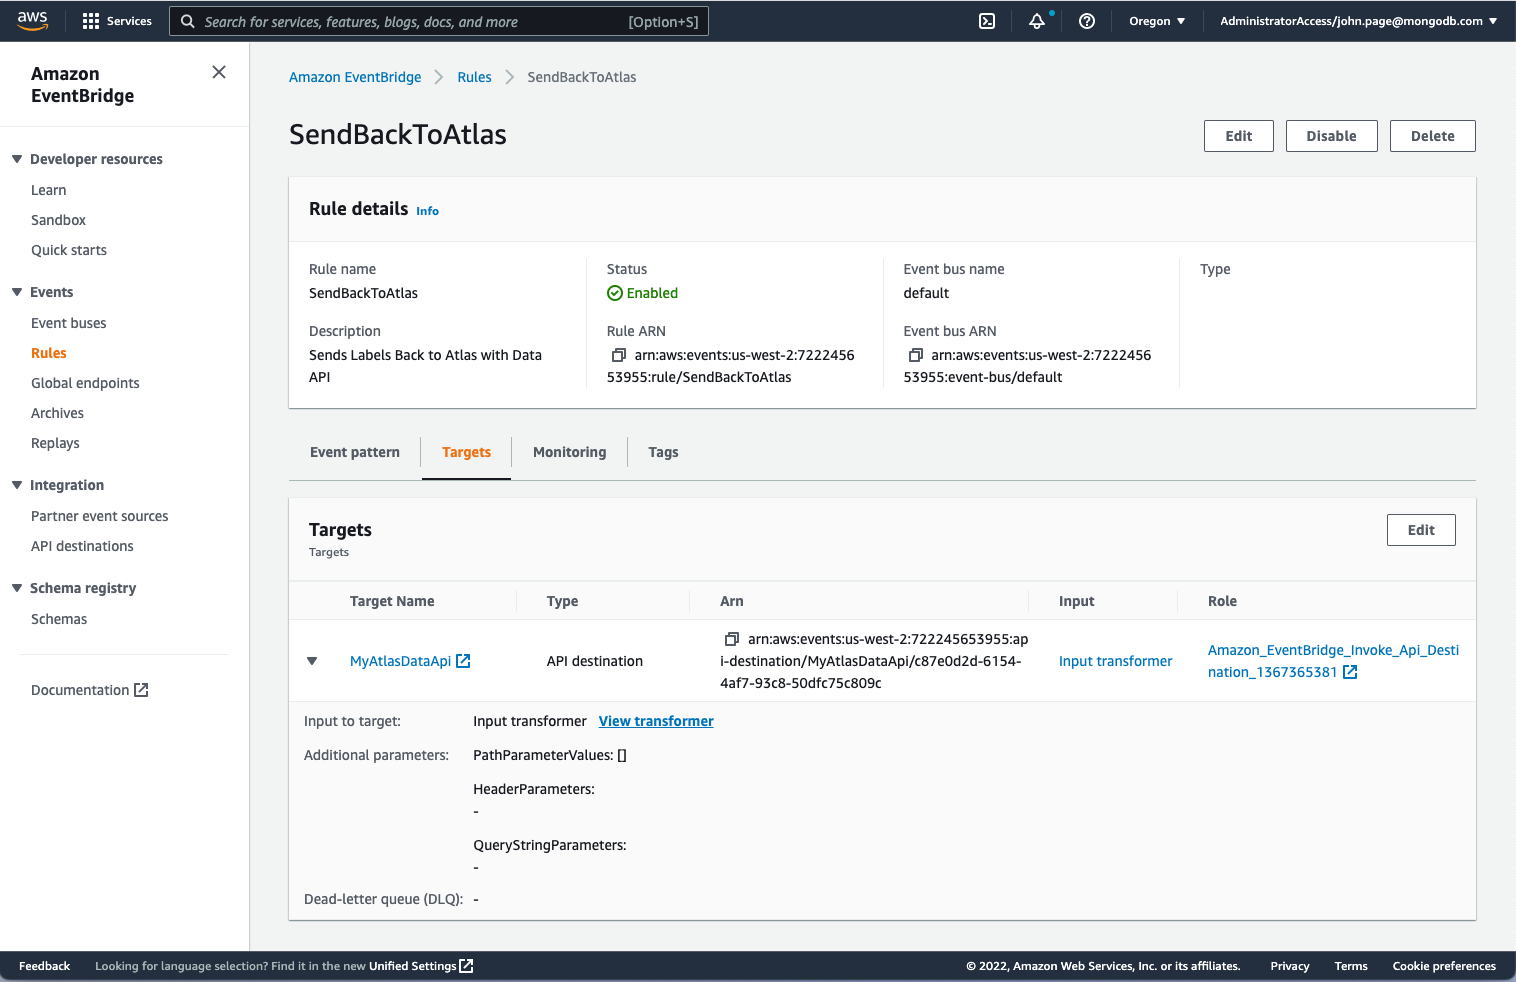 aws
Services
Search for services, features, blogs, docs, and more
[Option+S]
Oregon
AdministratorAccess/john.page@mongodb.com
Amazon
EventBridge
Developer resources
Learn
Sandbox
Quick starts
Events
Event buses
Rules
Global endpoints
Archives
Replays
Integration
Partner event sources
API destinations
Schema registry
Schemas
Documentation
Amazon EventBridge
Rules
SendBackToAtlas
SendBackToAtlas
Edit
Disable
Delete
Rule details Info
Rule name
SendBackToAtlas
Description
Sends Labels Back to Atlas with Data
API
Status
Enabled
Rule ARN
arn:aws:events:us-west-2:7222456
53955:rule/SendBackToAtlas
Event bus name
default
Event bus ARN
arn:aws:events:us-west-2:7222456
53955:event-bus/default
Type
Event pattern
Targets
Monitoring
Tags
Targets
Targets
Edit
Target Name
Type
Arn
Input
Role
MyAtlasDataApi
API destination
arn:aws:events:us-west-2:722245653955:ap
i-destination/MyAtlasDataApi/c87e0d2d-6154-
4af7-93c8-50dfc75c809c
Input transformer
Amazon_EventBridge_Invoke_Api_Desti
nation_1367365381
Input to target:
Input transformer View transformer
Additional parameters:
PathParameterValues: []
HeaderParameters:
-
QueryStringParameters:
-
Dead-letter queue (DLQ): -
Feedback
Looking for language selection? Find it in the new Unified Settings
© 2022, Amazon Web Services, Inc. or its affiliates.
Privacy
Terms
Cookie preferences